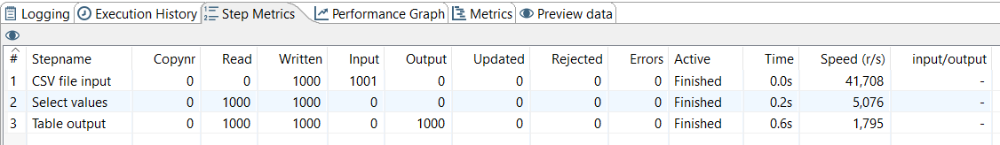 Logging Execution History Step Metrics Performance Graph Metrics Preview data
# Stepname Copynr Read Written Input Output Updated Rejected Errors Active Time Speed (r/s) input/output
1 CSV file input 0 0 1000 1001 0 0 0 0 Finished 0.0s 41,708 -
2 Select values 0 1000 1000 0 0 0 0 0 Finished 0.2s 5,076 -
3 Table output 0 1000 1000 0 1000 0 0 0 Finished 0.6s 1,795 -